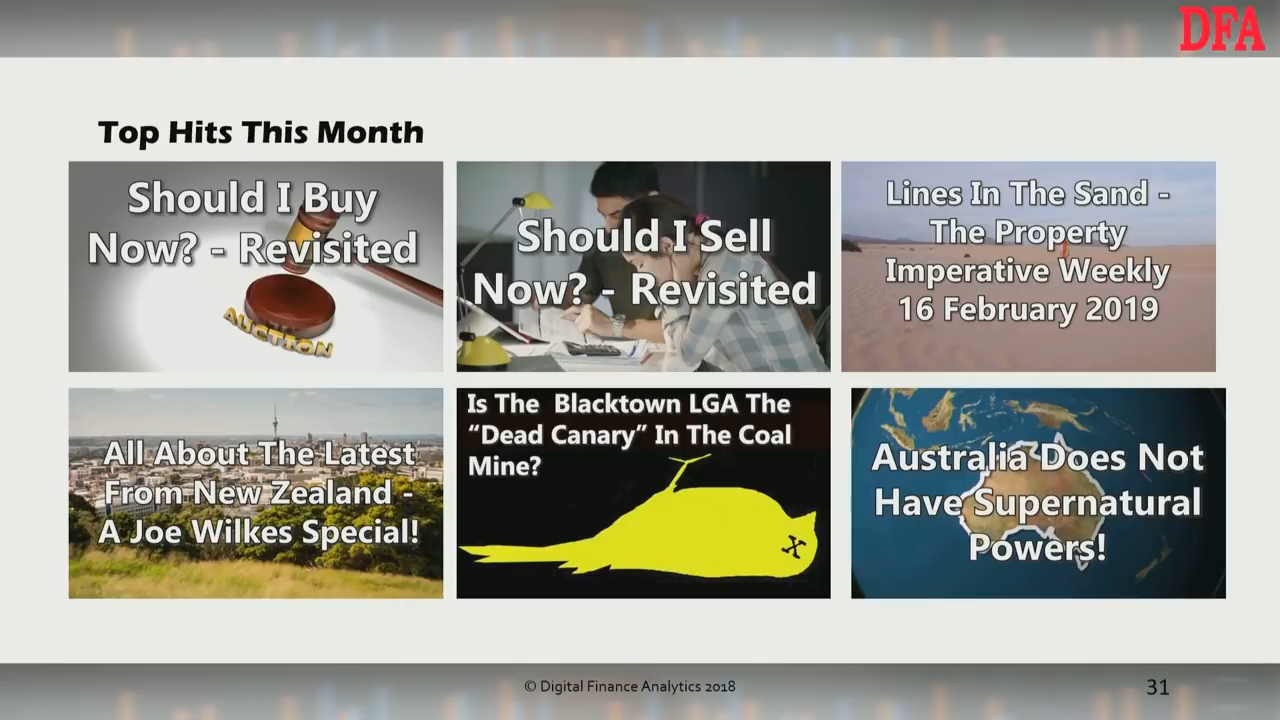 DFA
Top Hits This Month
Should I Buy
Now? - Revisited
AUCTION
Should I Sell
Now? - Revisited
Lines In The Sand -
The Property
Imperative Weekly
16 February 2019
All About The Latest
From New Zealand -
A Joe Wilkes Special!
Is The  Blacktown LGA The
“Dead Canary” In The Coal
Mine?
X
Australia Does Not
Have Supernatural
Powers!
© Digital Finance Analytics 2018
31